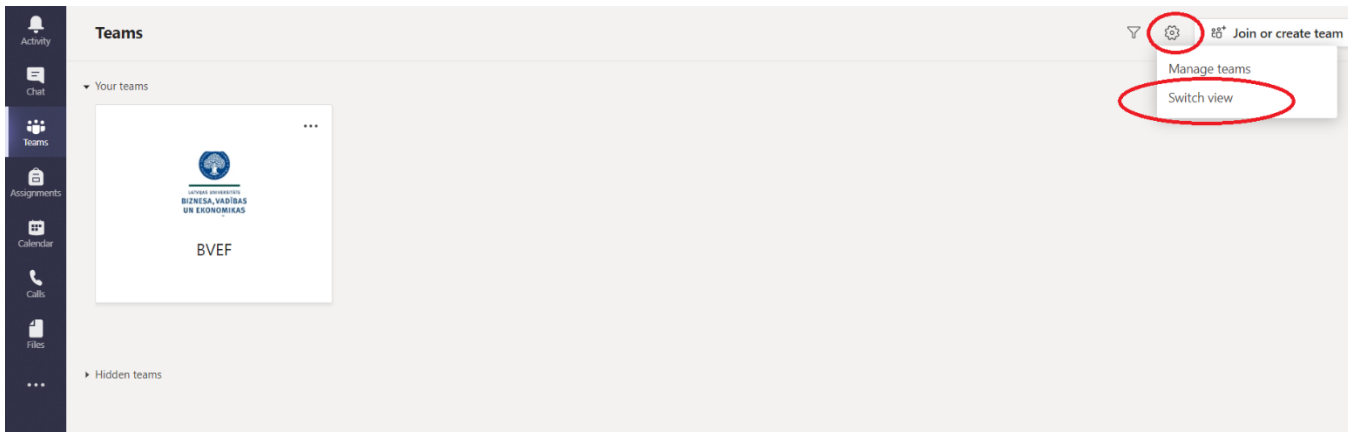 Activity
Chat
Teams
Assignments
Calendar
Calls
Files
Teams
Join or create team
Manage teams
Switch view
Your teams
LATVIJAS UNIVERSITĀTE
BIZNESA, VADĪBAS
UN EKONOMIKAS
BVEF
Hidden teams